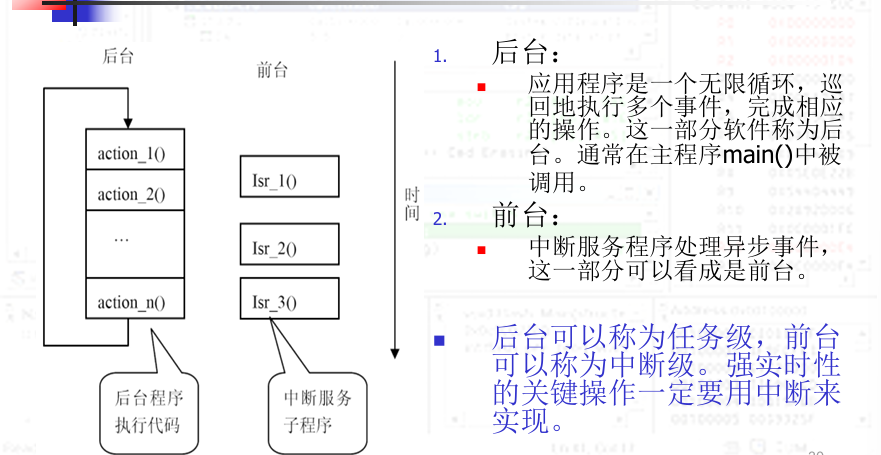 后台
前台
action_1()
action_2()
…
action_n()
Isr_1()
Isr_2()
Isr_3()
后台程序
执行代码
中断服务
子程序
时
间
1. 后台：
应用程序是一个无限循环，巡
回地执行多个事件，完成相应
的操作。这一部分软件称为后
台。通常在主程序main()中被
调用。
2. 前台：
中断服务程序处理异步事件，
这一部分可以看成是前台。
后台可以称为任务级，前台
可以称为中断级。强实时性
的关键操作一定要用中断来
实现。